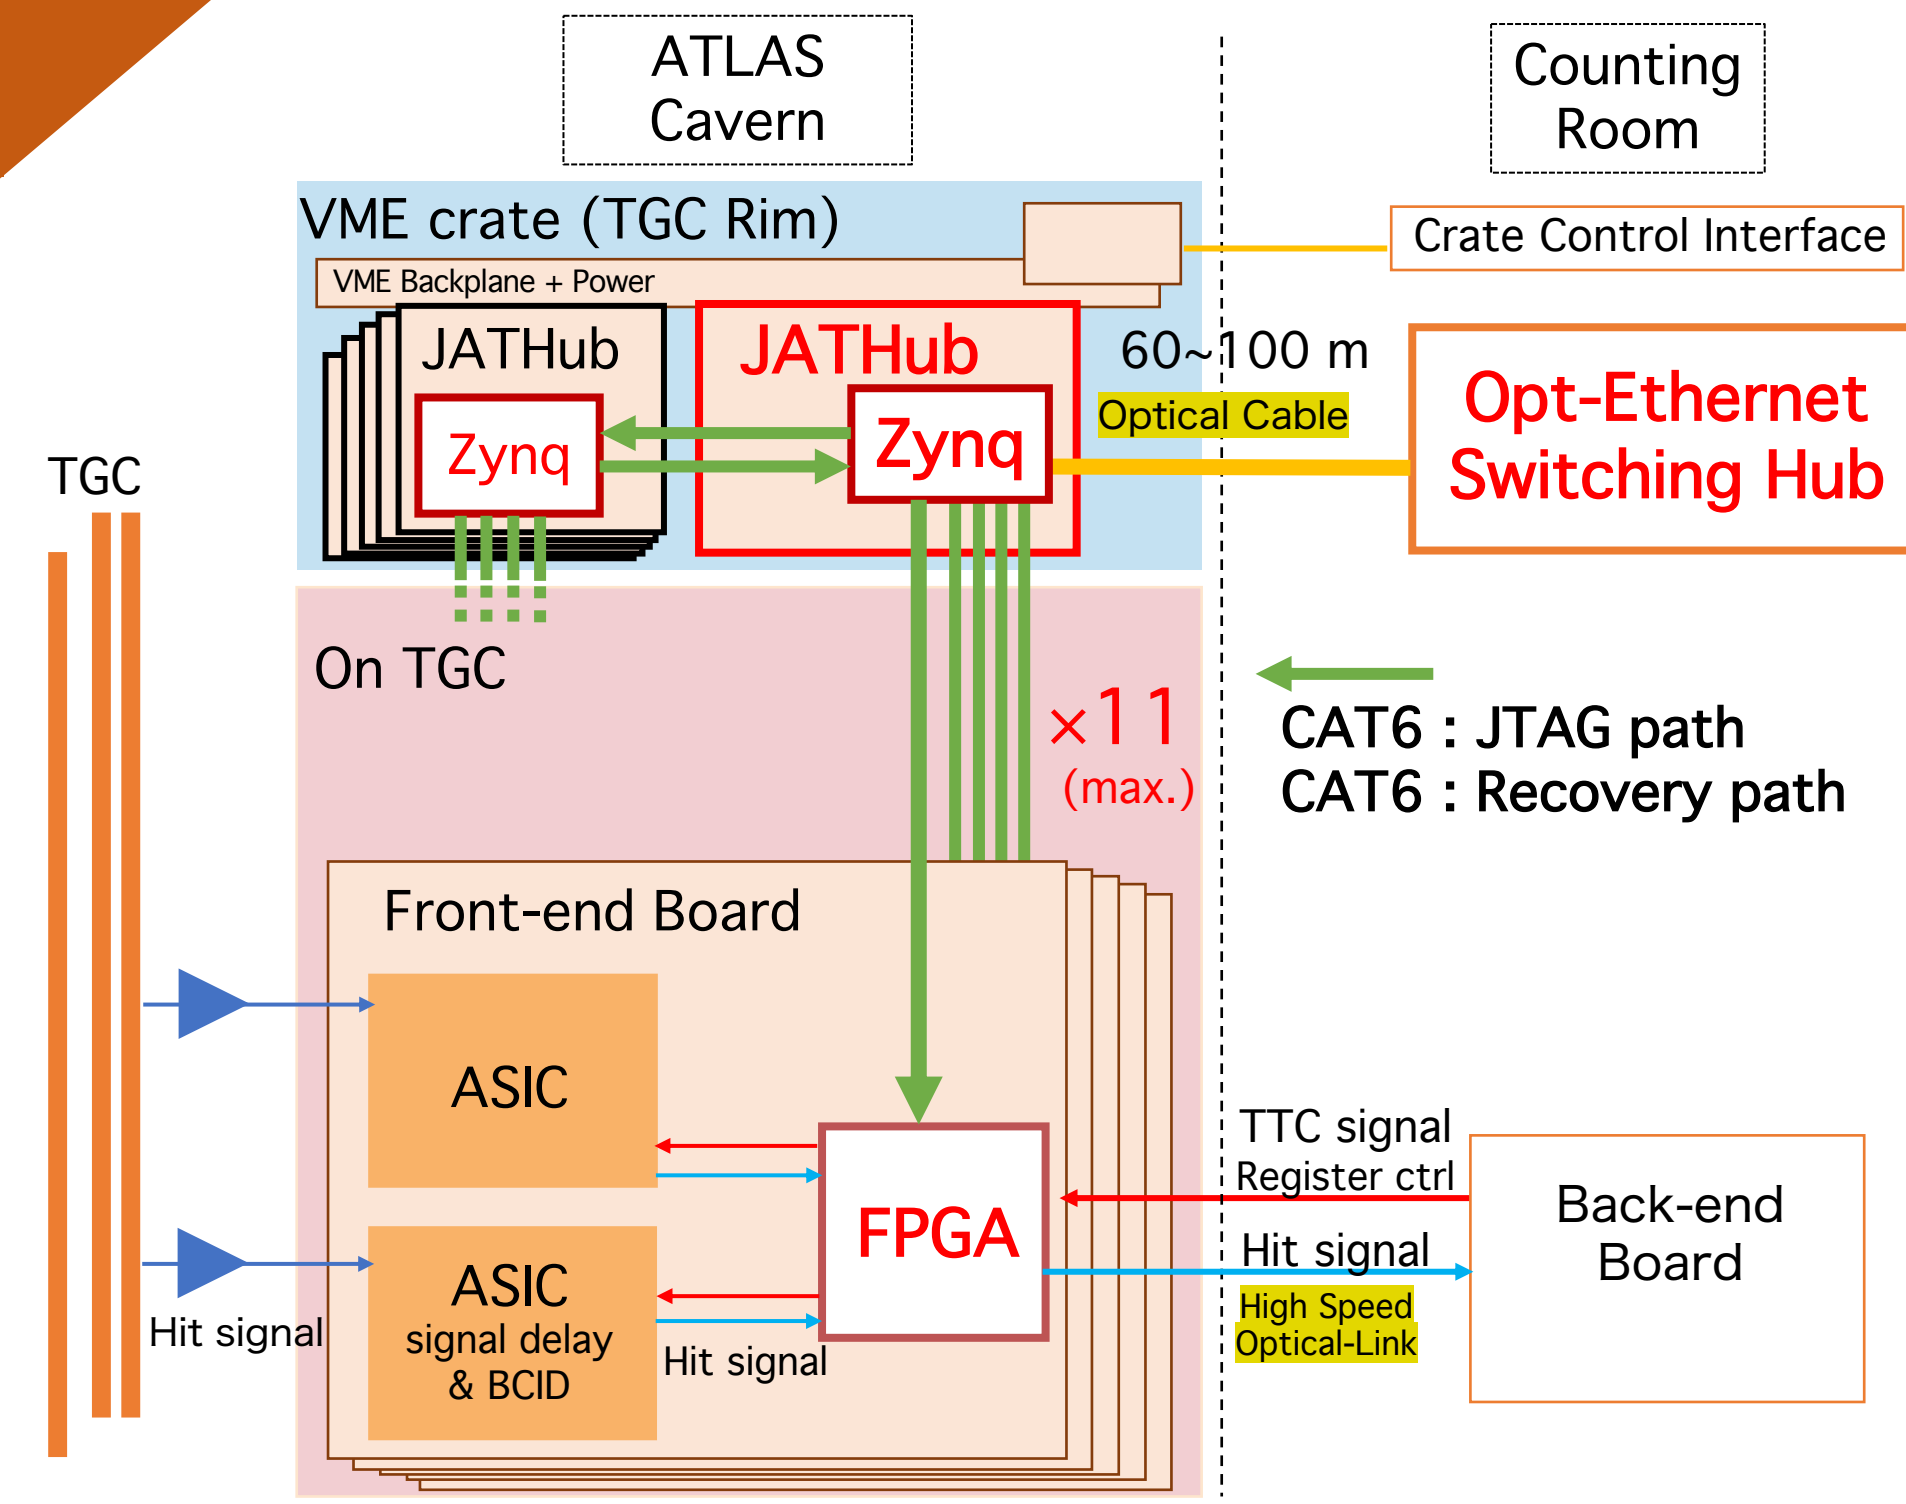 ATLAS
Cavern
Counting
Room
VME crate (TGC Rim)
Crate Control Interface
VME Backplane + Power
JATHub
JATHub
60~100 m
Optical Cable
Zynq
Zynq
Opt-Ethernet
Switching Hub
TGC
On TGC
×11
(max.)
CAT6 : JTAG path
CAT6 : Recovery path
Front-end Board
ASIC
TTC signal
Register ctrl
FPGA
Back-end
Board
Hit signal
High Speed
Optical-Link
ASIC
signal delay
& BCID
Hit signal
Hit signal